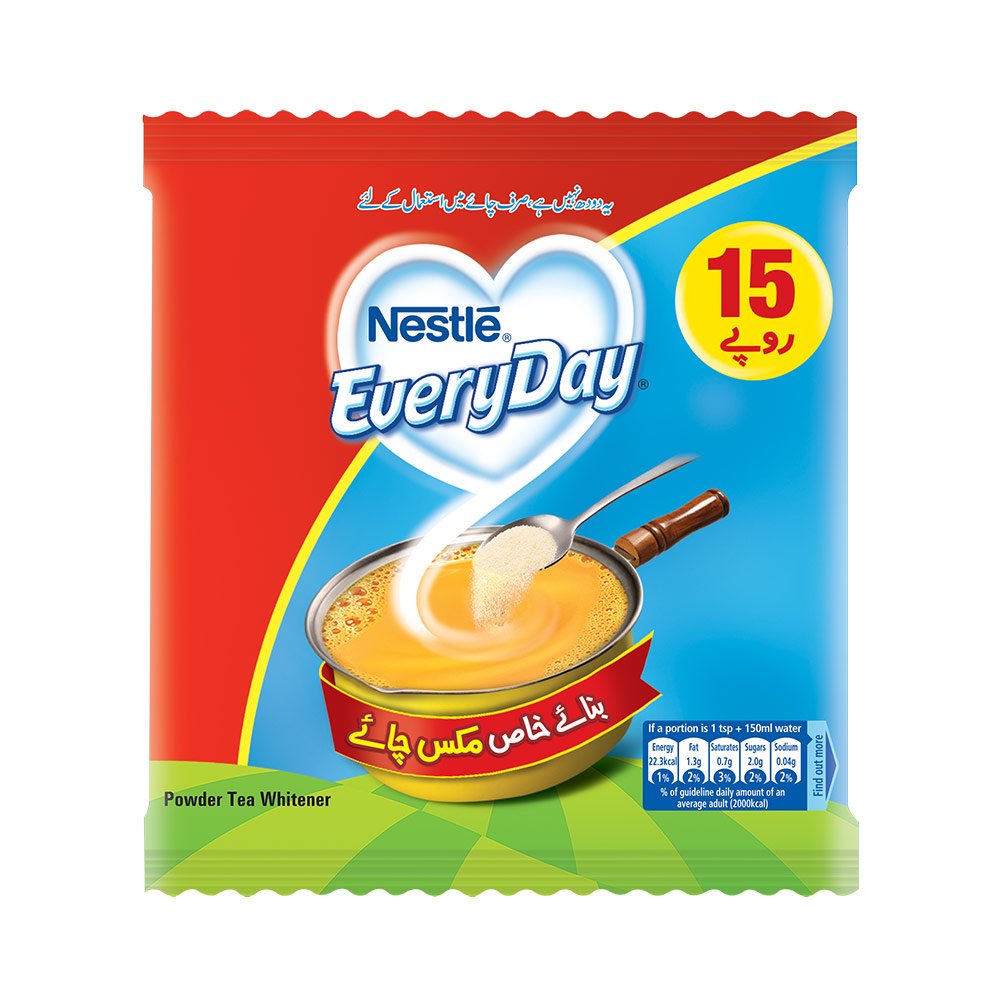 یہ دودھ نہیں ہے، صرف چائے میں استعمال کے لئے
15
روپے
Nestlé®
EveryDay®
بنائے خاص مکس چائے
If a portion is 1 tsp + 150ml water
Energy Fat Saturates Sugars Sodium
22.3kcal 1.3g 0.7g 2.0g 0.04g
1% 2% 3% 2% 2%
% of guideline daily amount of an
average adult (2000kcal)
Find out more
Powder Tea Whitener